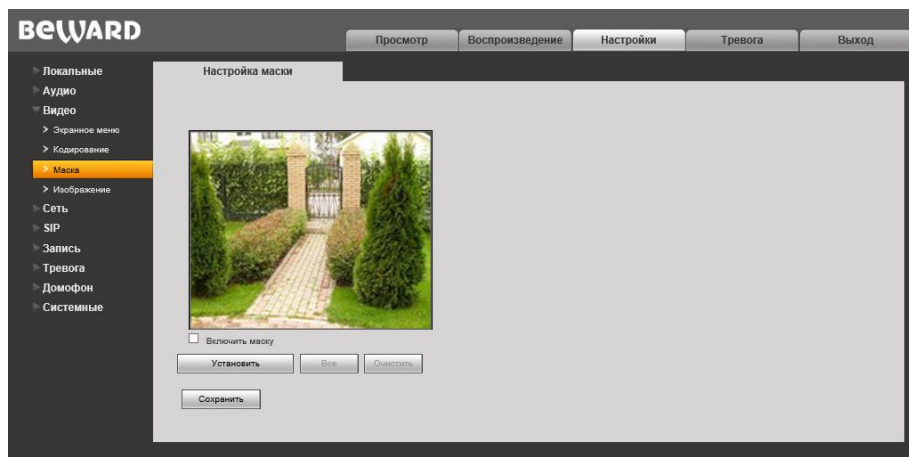 BEWARD
Просмотр
Воспроизведение
Настройки
Тревога
Выход
Локальные
Аудио
Видео
Экранное меню
Кодирование
Маска
Изображение
Сеть
SIP
Запись
Тревога
Домофон
Системные
Настройка маски
Включить маску
Установить
Все
Очистить
Сохранить